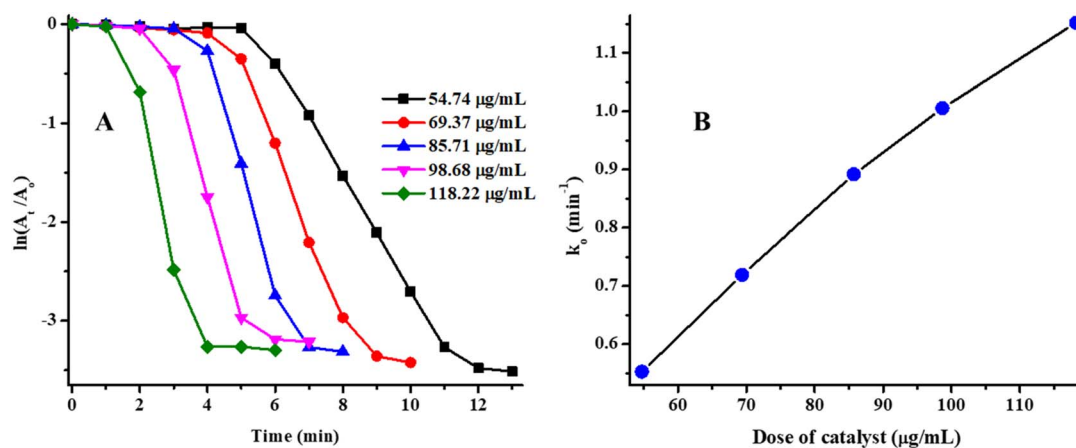 0
-1
-2
-3
ln(At /Ao)
A
54.74 µg/mL
69.37 µg/mL
85.71 µg/mL
98.68 µg/mL
118.22 µg/mL
0 2 4 6 8 10 12
Time (min)
1.1
1.0
0.9
0.8
0.7
0.6
ko (min-1)
B
60 70 80 90 100 110
Dose of catalyst (µg/mL)